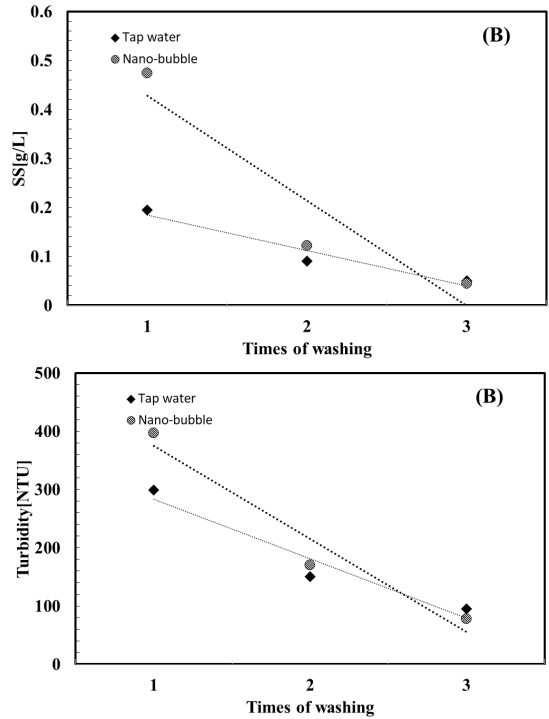 0.6
0.5
0.4
0.3
0.2
0.1
0
SS[g/L]
Tap water
Nano-bubble
(B)
1 2 3
Times of washing
500
400
300
200
100
0
Turbidity[NTU]
Tap water
Nano-bubble
(B)
1 2 3
Times of washing